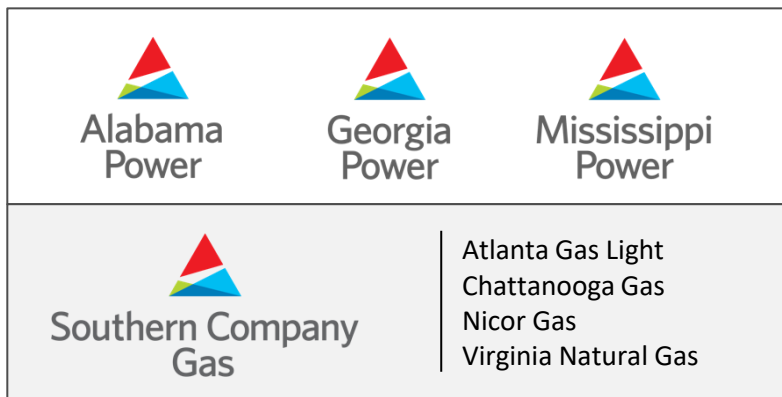 Alabama
Power
Georgia
Power
Mississippi
Power
Southern Company
Gas
Atlanta Gas Light
Chattanooga Gas
Nicor Gas
Virginia Natural Gas